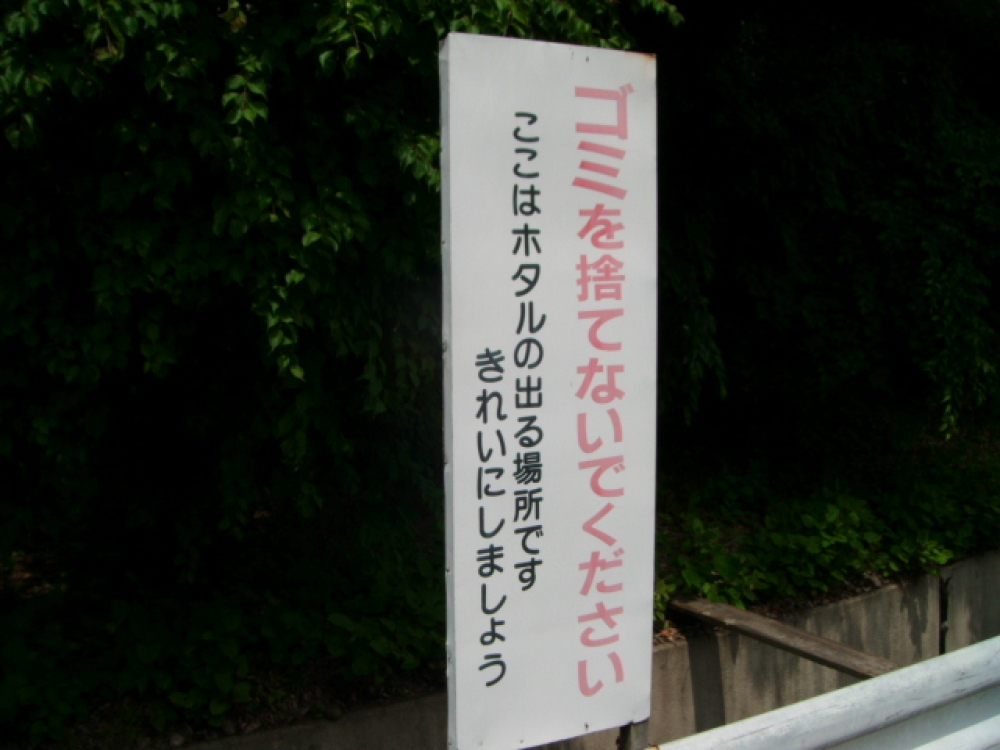 ゴミを捨てないでください
ここはホタルの出る場所です
きれいにしましょう